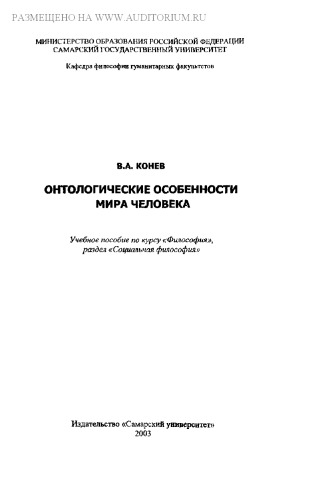 РАЗМЕЩЕНО НА WWW.AUDITORIUM.RU
МИНИСТЕРСТВО ОБРАЗОВАНИЯ РОССИЙСКОЙ ФЕДЕРАЦИИ
САМАРСКИЙ ГОСУДАРСТВЕННЫЙ УНИВЕРСИТЕТ
Кафедра философии гуманитарных факультетов
В.А. КОНЕВ
ОНТОЛОГИЧЕСКИЕ ОСОБЕННОСТИ
МИРА ЧЕЛОВЕКА
Учебное пособие по курсу «Философия»,
раздел «Социальная философия»
Издательство «Самарский университет»
2003